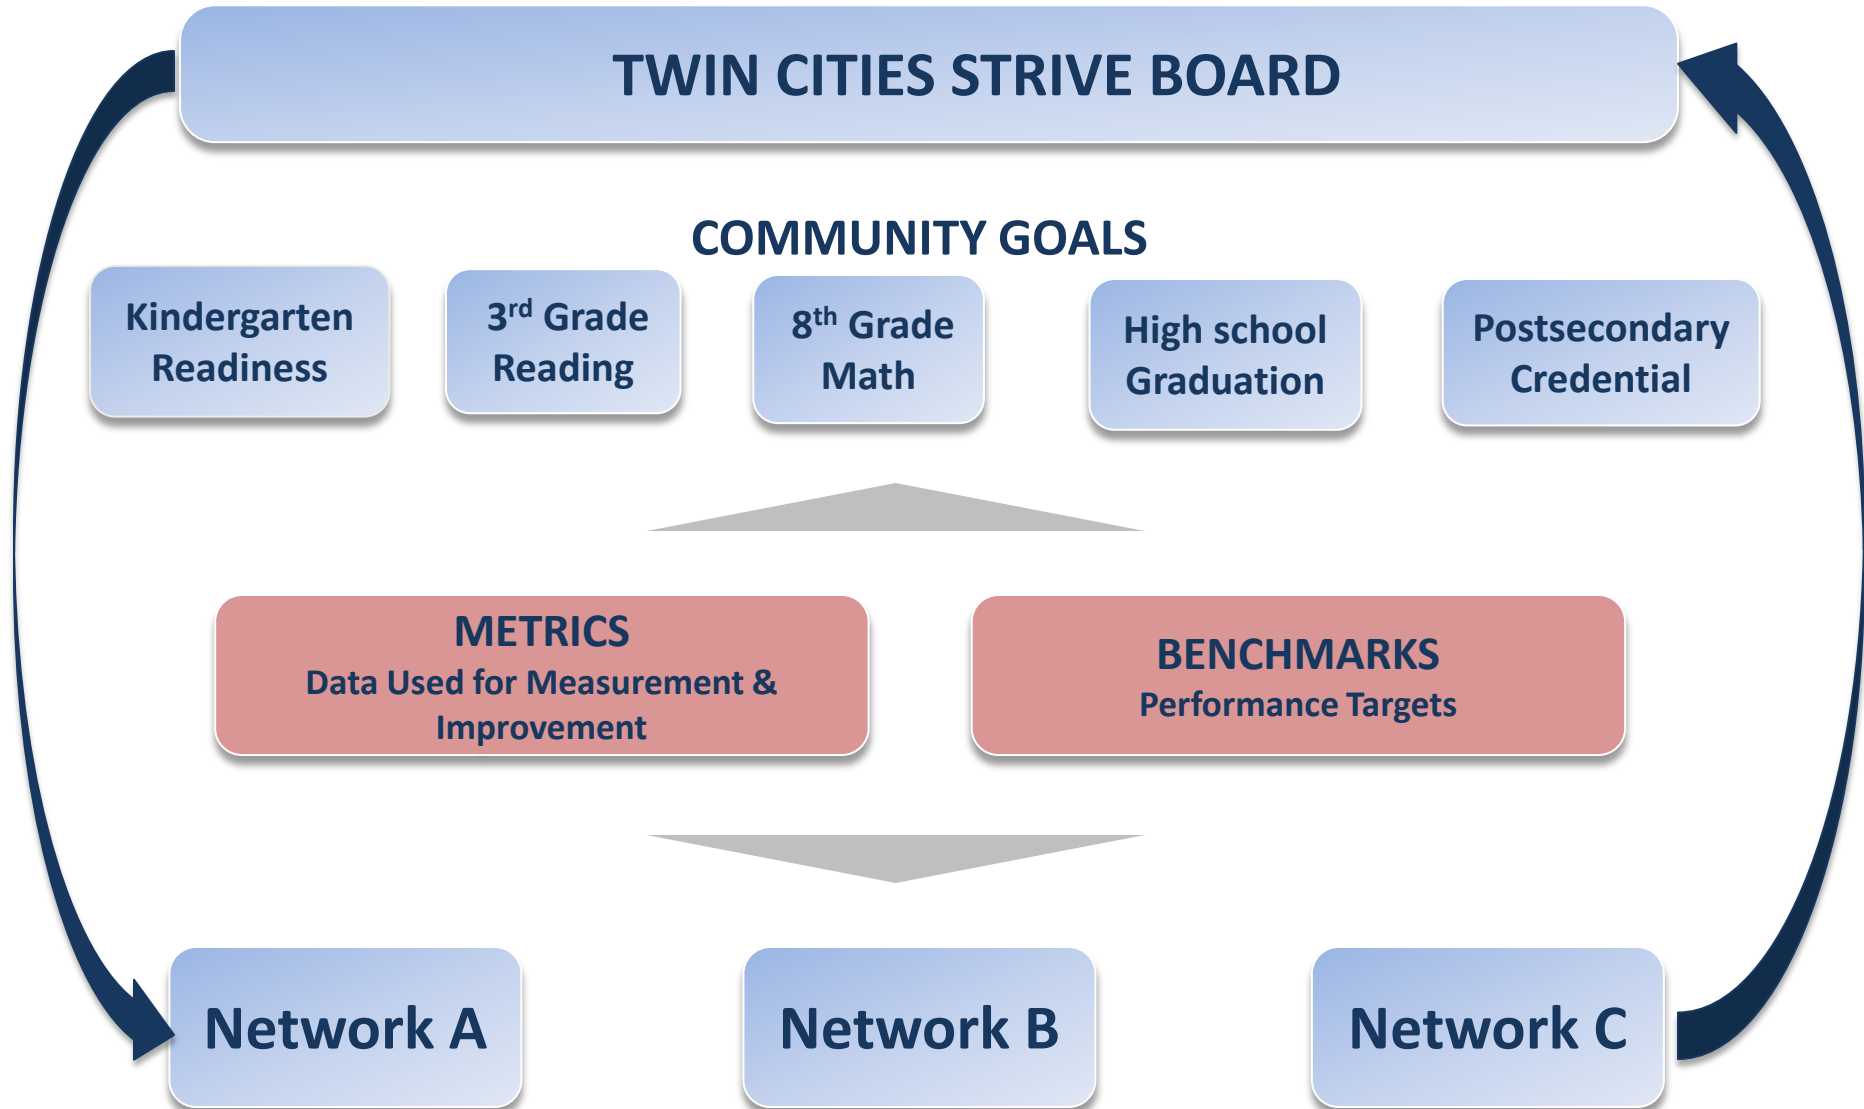 TWIN CITIES STRIVE BOARD
COMMUNITY GOALS
Kindergarten
Readiness
3rd Grade
Reading
8th Grade
Math
High school
Graduation
Postsecondary
Credential
METRICS
Data Used for Measurement &
Improvement
BENCHMARKS
Performance Targets
Network A
Network B
Network C